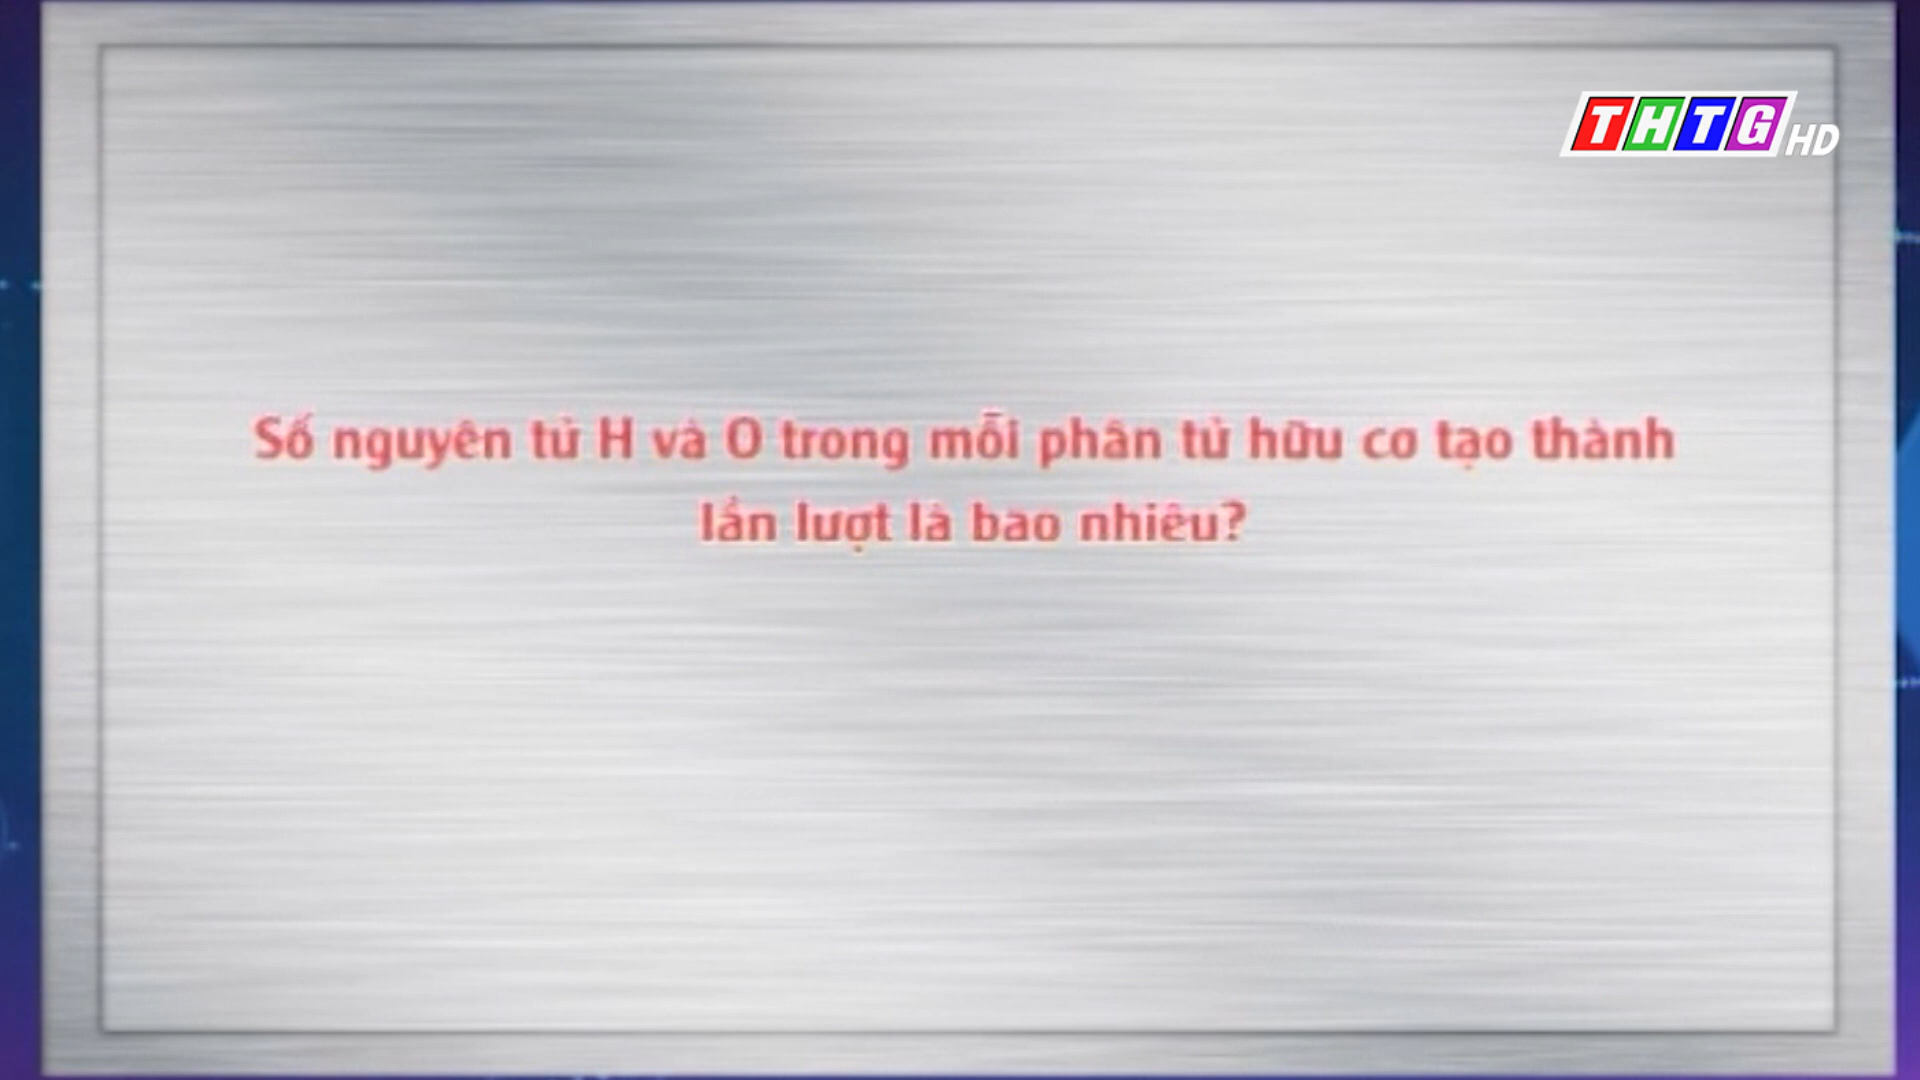 THTG HD
Số nguyên tử H và O trong mỗi phân tử hữu cơ tạo thành
lần lượt là bao nhiêu?